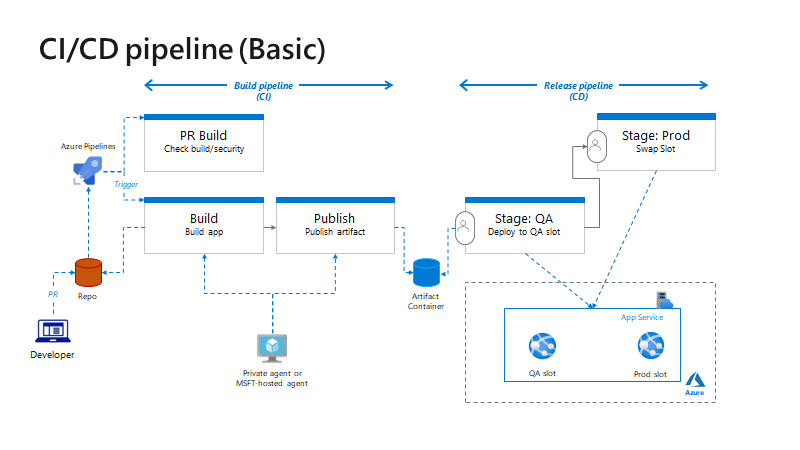 CI/CD pipeline (Basic)
Build pipeline
(CI)
Release pipeline
(CD)
PR Build
Check build/security
Stage: Prod
Swap Slot
Azure Pipelines
Trigger
Build
Build app
Publish
Publish artifact
Stage: QA
Deploy to QA slot
PR
Repo
Artifact
Container
Developer
Private agent or
MSFT-hosted agent
App Service
QA slot
Prod slot
Azure